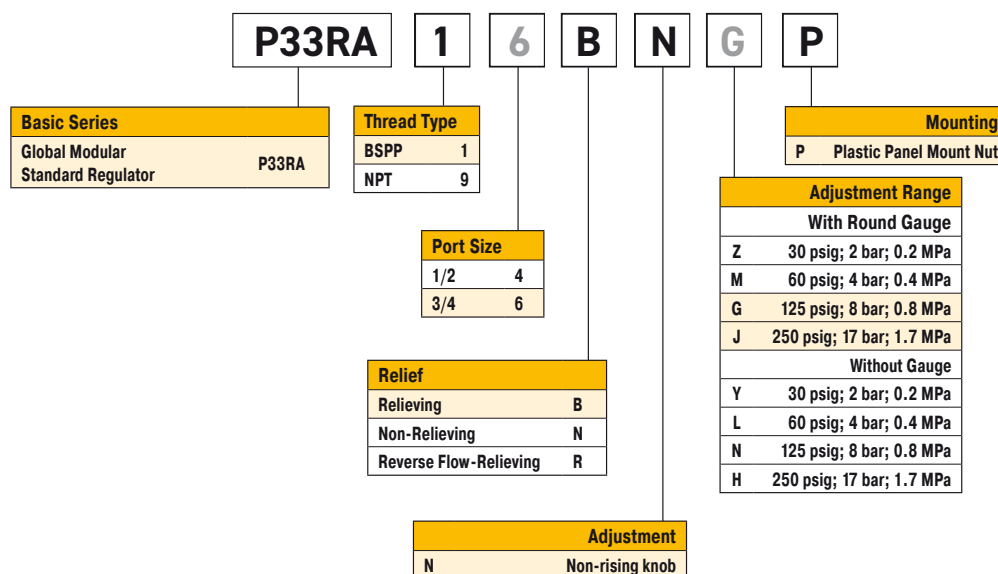 P33RA 1 6 B N G P
Basic Series
Global Modular
Standard Regulator P33RA
Thread Type
BSPP 1
NPT 9
Mounting
P Plastic Panel Mount Nut
Port Size
1/2 4
3/4 6
Adjustment Range
With Round Gauge
Z 30 psig; 2 bar; 0.2 MPa
M 60 psig; 4 bar; 0.4 MPa
G 125 psig; 8 bar; 0.8 MPa
J 250 psig; 17 bar; 1.7 MPa
Without Gauge
Y 30 psig; 2 bar; 0.2 MPa
L 60 psig; 4 bar; 0.4 MPa
N 125 psig; 8 bar; 0.8 MPa
H 250 psig; 17 bar; 1.7 MPa
Relief
Relieving B
Non-Relieving N
Reverse Flow-Relieving R
Adjustment
N Non-rising knob